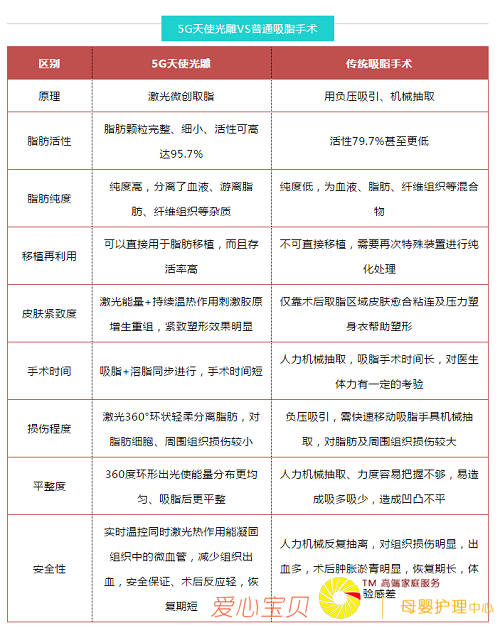 5G天使光雕VS普通吸脂手术
区别
5G天使光雕
传统吸脂手术
原理
激光微创取脂
用负压吸引、机械抽取
脂肪活性
脂肪颗粒完整、细小、活性可高
达95.7%
活性79.7%甚至更低
脂肪纯度
纯度高，分离了血液、游离脂
肪、纤维组织等杂质
纯度低，为血液、脂肪、纤维组织等混合
物
移植再利用
可以直接用于脂肪移植，而且存
活率高
不可直接移植，需要再次特殊装置进行纯
化处理
皮肤紧致度
激光能量+持续温热作用刺激胶原
增生重组，紧致塑形效果明显
仅靠术后取脂区域皮肤愈合粘连及压力塑
身衣帮助塑形
手术时间
吸脂+溶脂同步进行，手术时间短
人力机械抽取，吸脂手术时间长，对医生
体力有一定的考验
损伤程度
激光360°环状轻柔分离脂肪，对
脂肪细胞、周围组织损伤较小
负压吸引，需快速移动吸脂手具机械抽
取，对脂肪及周围组织损伤较大
平整度
360度环形出光使能量分布更均
匀、吸脂后更平整
人力机械抽取、力度容易把握不够，易造
成吸多吸少，造成凹凸不平
安全性
实时温控同时激光热作用能凝固
组织中的微血管，减少组织出
血，安全保证、术后反应轻，恢
复期短
人力机械反复抽离，对组织损伤明显，出
血多，术后肿胀淤青明显，恢复期长，体
验感差
爱心宝贝
TM 高端家庭服务
母婴护理中心